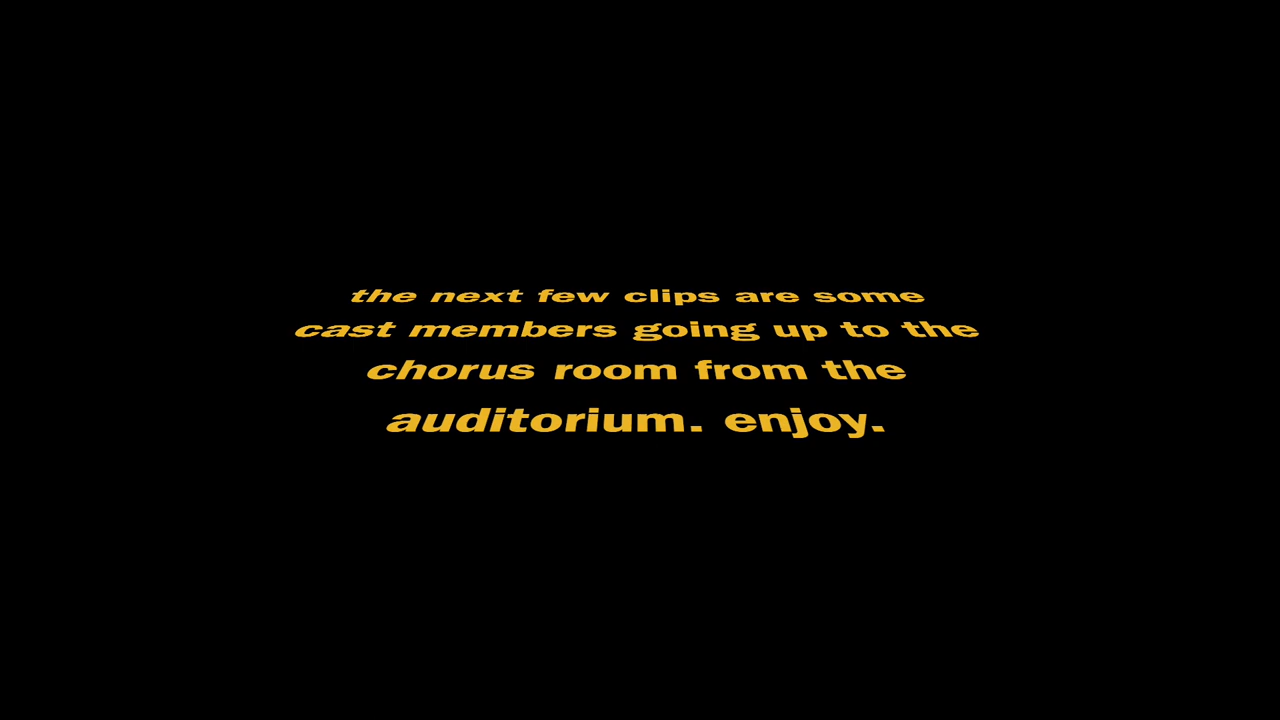 the next few clips are some
cast members going up to the
chorus room from the
auditorium. enjoy.